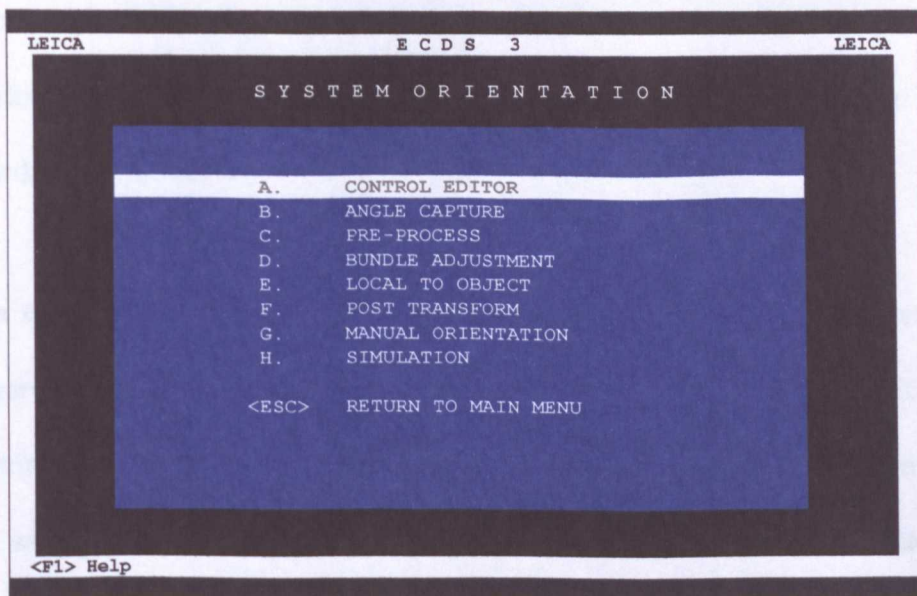 LEICA E C D S 3 LEICA
S Y S T E M O R I E N T A T I O N
A. CONTROL EDITOR
B. ANGLE CAPTURE
C. PRE-PROCESS
D. BUNDLE ADJUSTMENT
E. LOCAL TO OBJECT
F. POST TRANSFORM
G. MANUAL ORIENTATION
H. SIMULATION
<ESC> RETURN TO MAIN MENU
<F1> Help